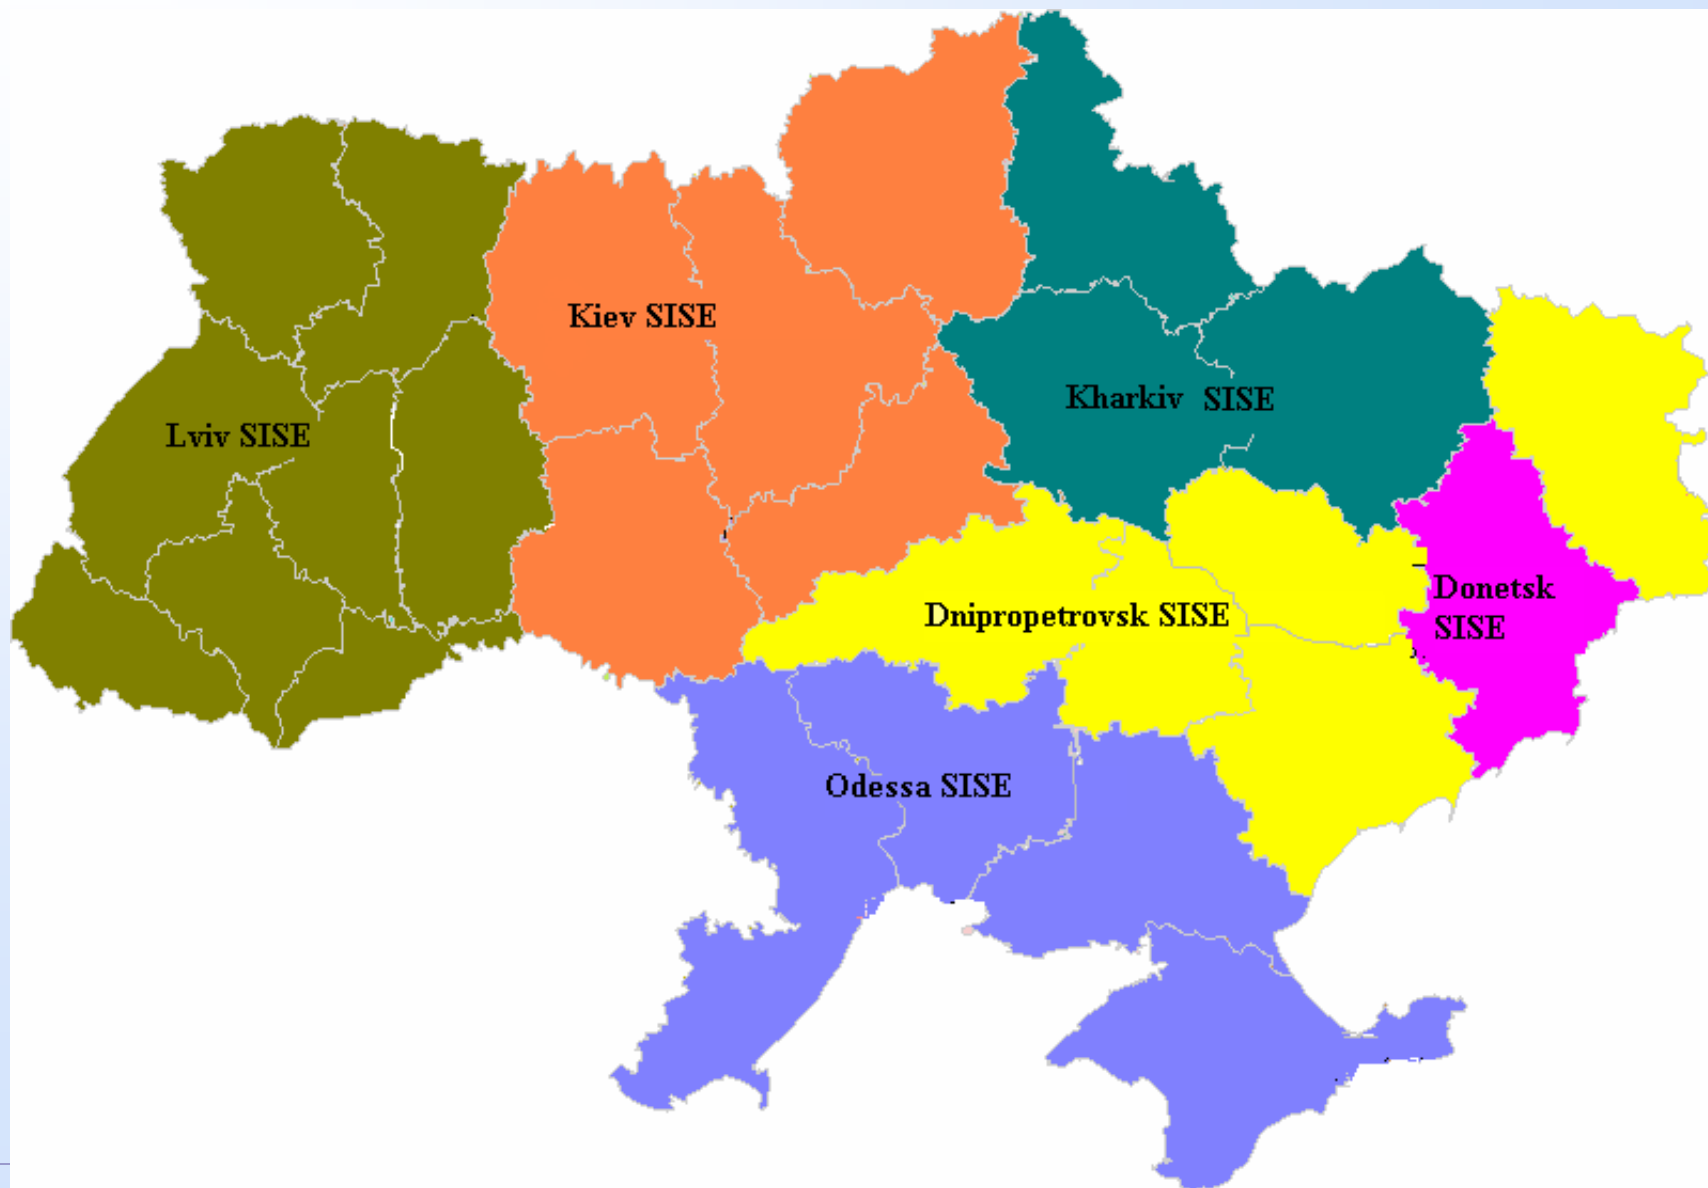 Kiev SISE
Kharkiv SISE
Lviv SISE
Donetsk
SISE
Dnipropetrovsk SISE
Odessa SISE